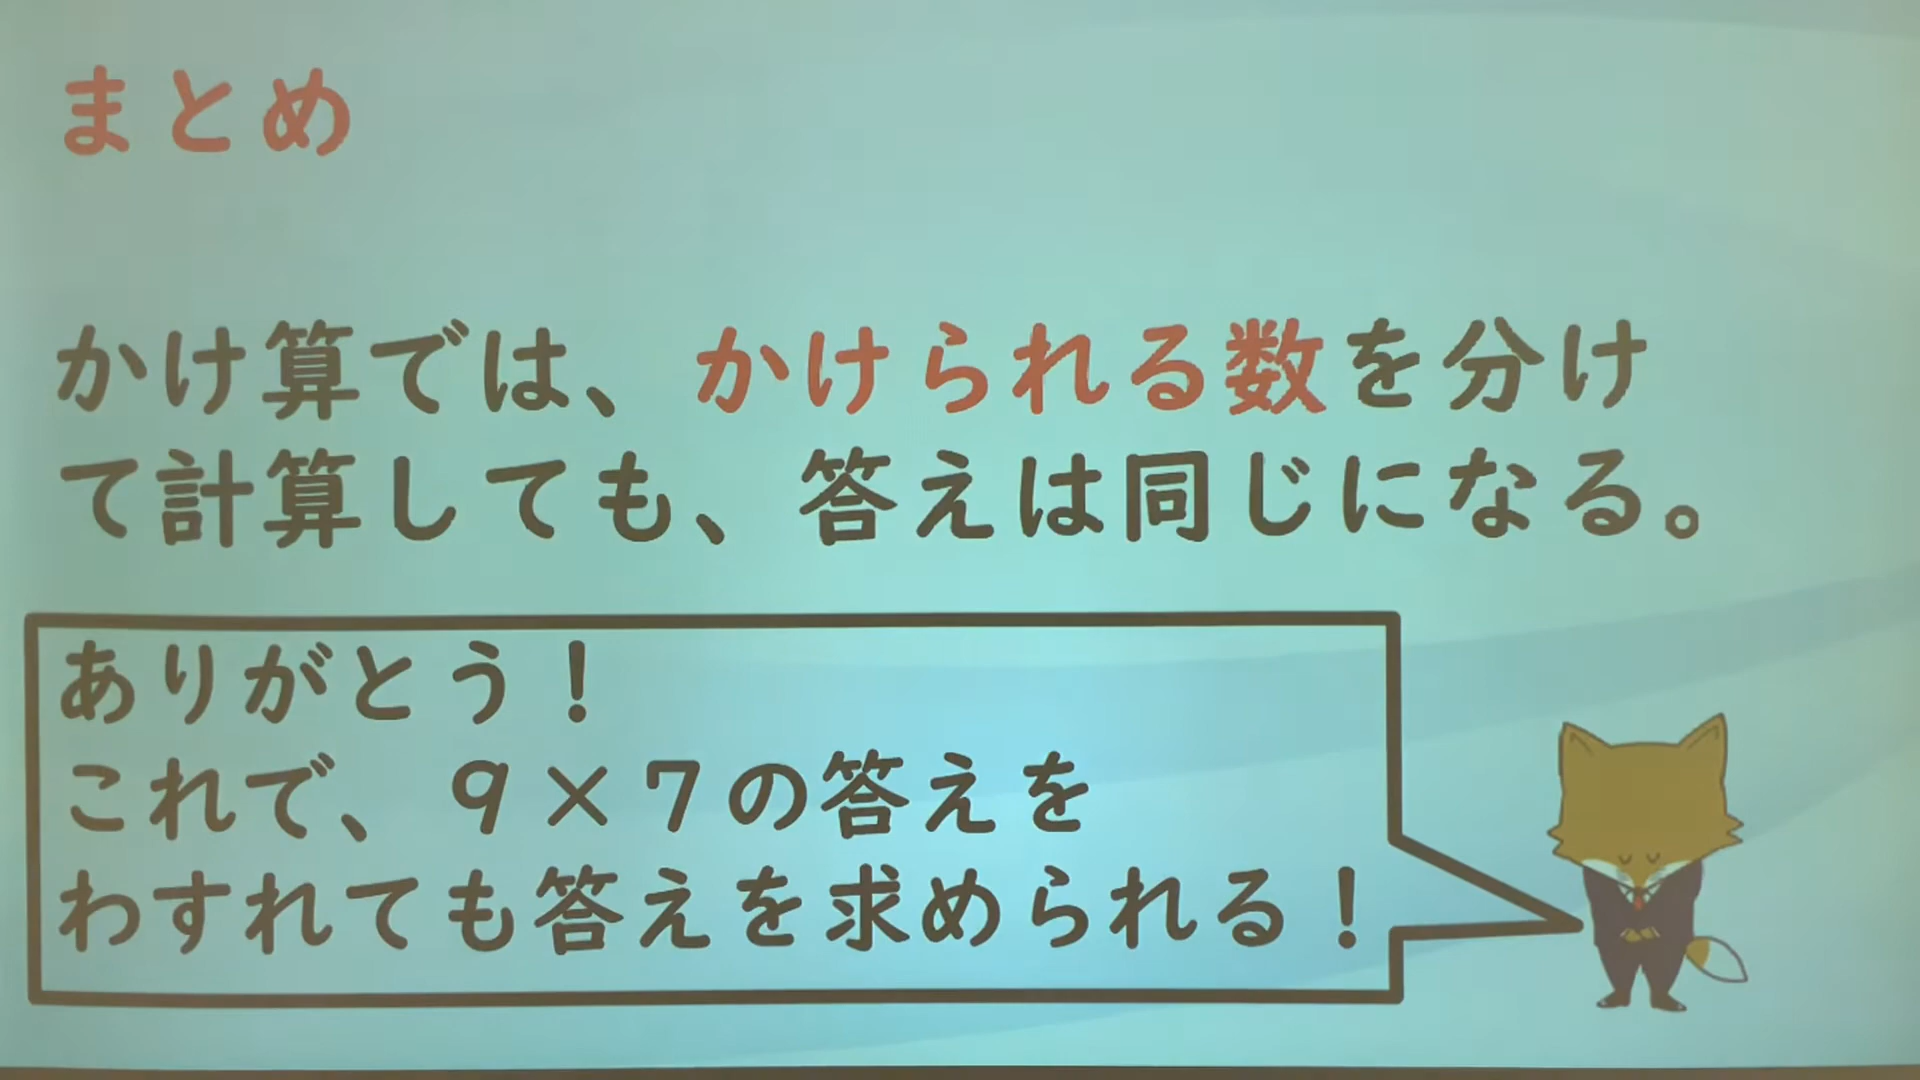 まとめ
かけ算では、かけられる数を分け
て計算しても、答えは同じになる。
ありがとう！
これで、９×７の答えを
わすれても答えを求められる！